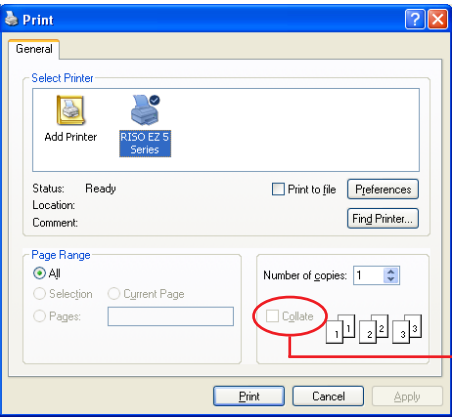 Print
General
Select Printer
Add Printer
RISO EZ 5
Series
Status: Ready
Location:
Comment:
Print to file
Preferences
Find Printer...
Page Range
All
Selection
Current Page
Pages:
Number of copies: 1
Collate
1 1 2 2 3 3
Print
Cancel
Apply